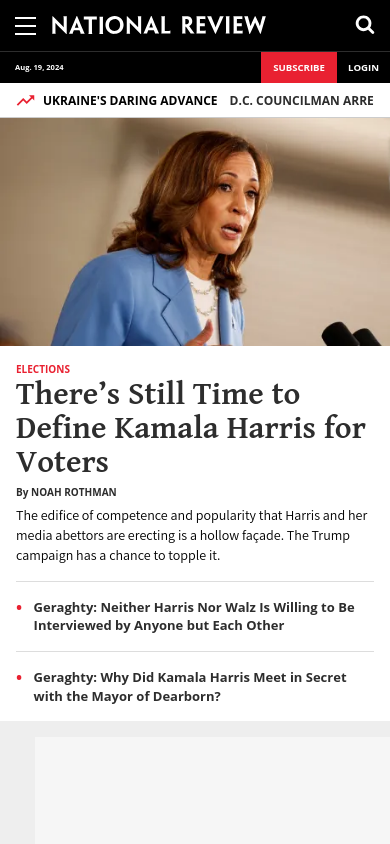 NATIONAL REVIEW
Aug. 19, 2024
SUBSCRIBE
LOGIN
UKRAINE'S DARING ADVANCE
D.C. COUNCILMAN ARRE
ELECTIONS
There’s Still Time to
Define Kamala Harris for
Voters
By NOAH ROTHMAN
The edifice of competence and popularity that Harris and her
media abettors are erecting is a hollow façade. The Trump
campaign has a chance to topple it.
Geraghty: Neither Harris Nor Walz Is Willing to Be
Interviewed by Anyone but Each Other
Geraghty: Why Did Kamala Harris Meet in Secret
with the Mayor of Dearborn?